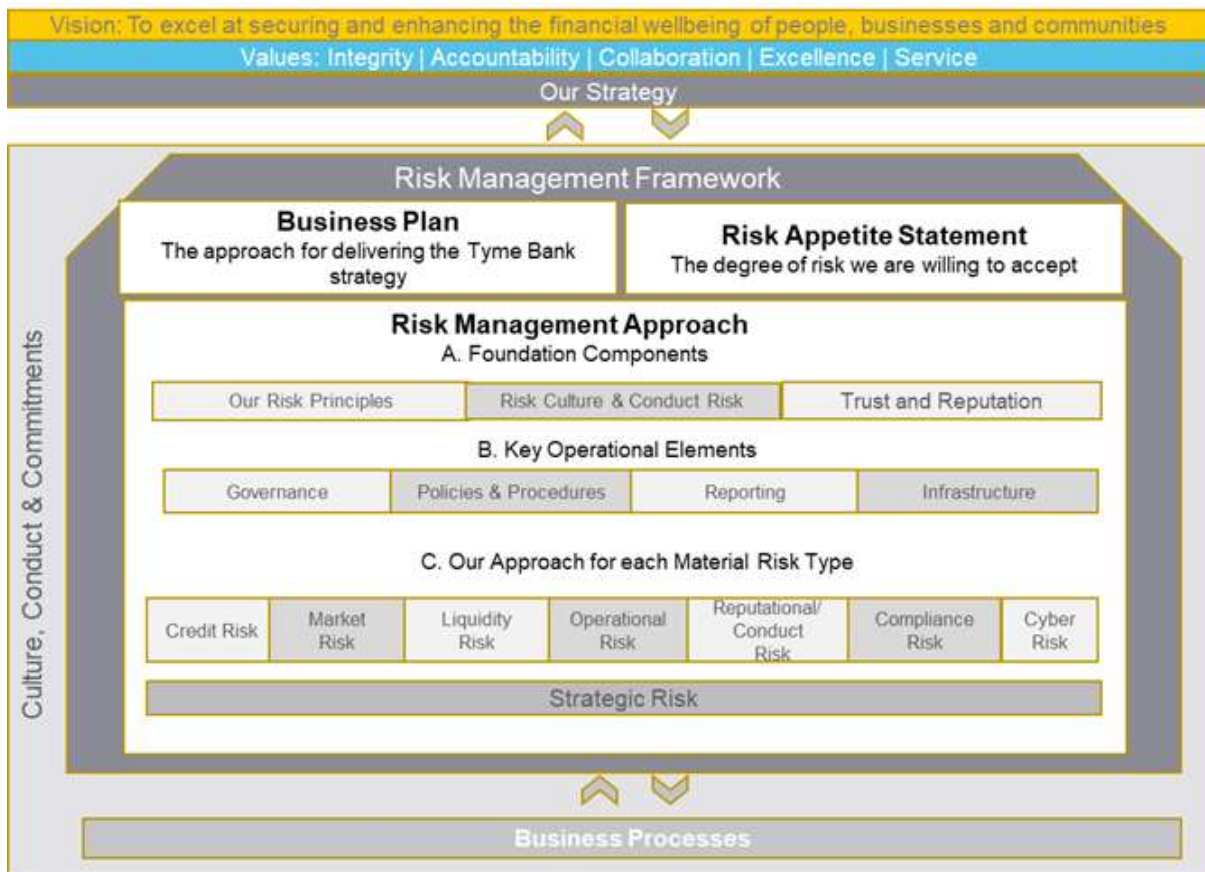 Vision: To excel at securing and enhancing the financial wellbeing of people, businesses and communities
Values: Integrity | Accountability | Collaboration | Excellence | Service
Our Strategy
Culture, Conduct & Commitments
Risk Management Framework
Business Plan
The approach for delivering the Tyme Bank
strategy
Risk Appetite Statement
The degree of risk we are willing to accept
Risk Management Approach
A. Foundation Components
Our Risk Principles
Risk Culture & Conduct Risk
Trust and Reputation
B. Key Operational Elements
Governance
Policies & Procedures
Reporting
Infrastructure
C. Our Approach for each Material Risk Type
Credit Risk
Market
Risk
Liquidity
Risk
Operational
Risk
Reputational/
Conduct
Risk
Compliance
Risk
Cyber
Risk
Strategic Risk
Business Processes